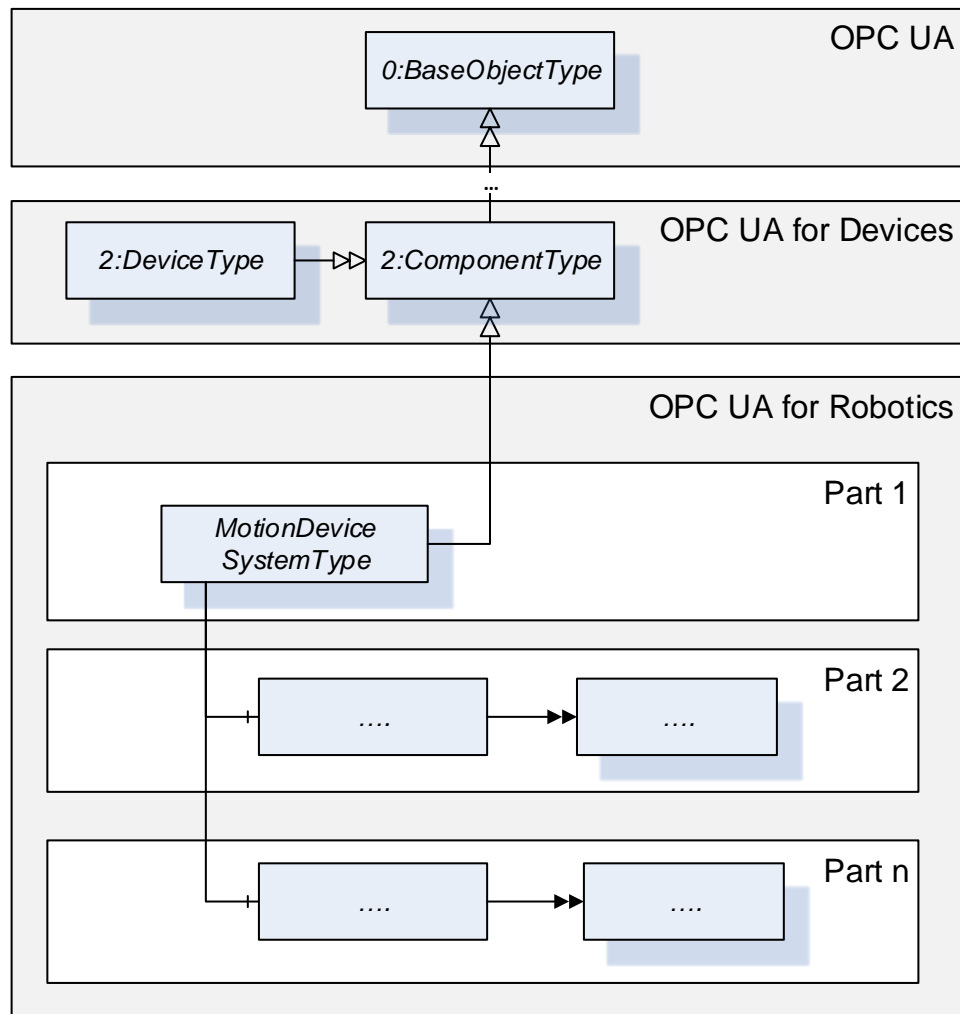 OPC UA
0:BaseObjectType
...
OPC UA for Devices
2:DeviceType
2:ComponentType
OPC UA for Robotics
Part 1
MotionDevice
SystemType
Part 2
....
....
Part n
....
....